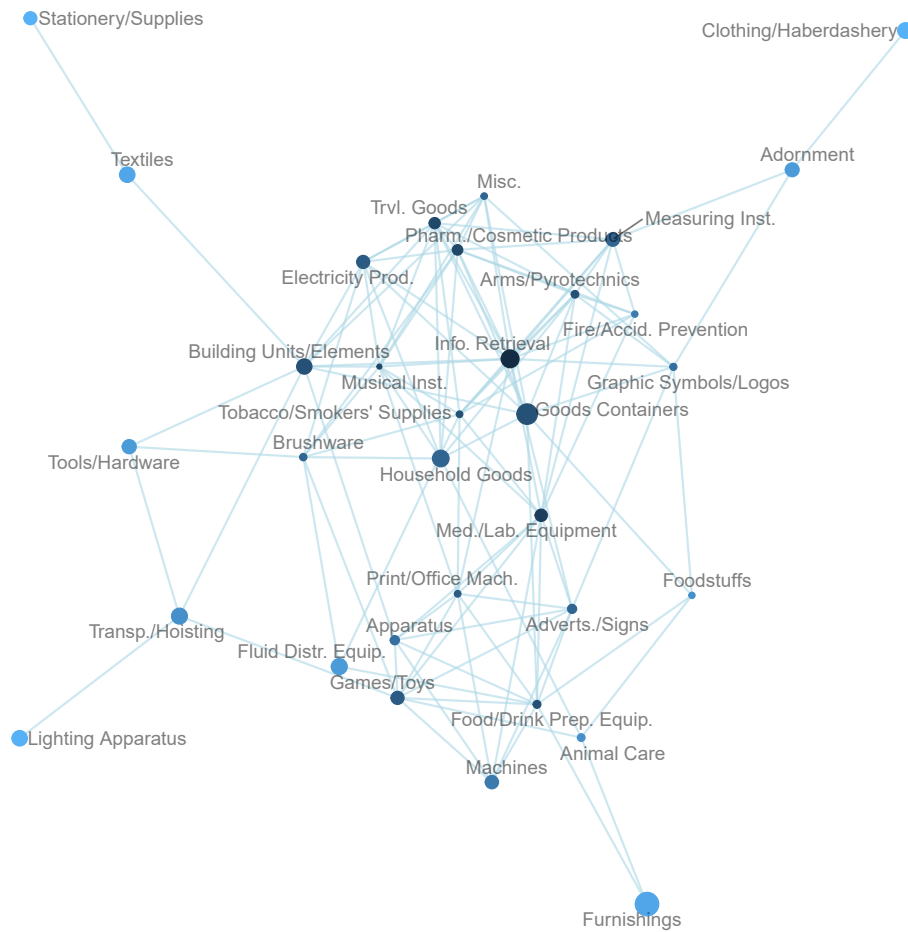 Stationery/Supplies
Clothing/Haberdashery
Textiles
Adornment
Misc.
Trvl. Goods
Measuring Inst.
Pharm./Cosmetic Products
Electricity Prod.
Arms/Pyrotechnics
Fire/Accid. Prevention
Info. Retrieval
Building Units/Elements
Musical Inst.
Graphic Symbols/Logos
Tobacco/Smokers' Supplies
Goods Containers
Brushware
Tools/Hardware
Household Goods
Med./Lab. Equipment
Print/Office Mach.
Foodstuffs
Transp./Hoisting
Apparatus
Adverts./Signs
Fluid Distr. Equip.
Games/Toys
Food/Drink Prep. Equip.
Lighting Apparatus
Animal Care
Machines
Furnishings